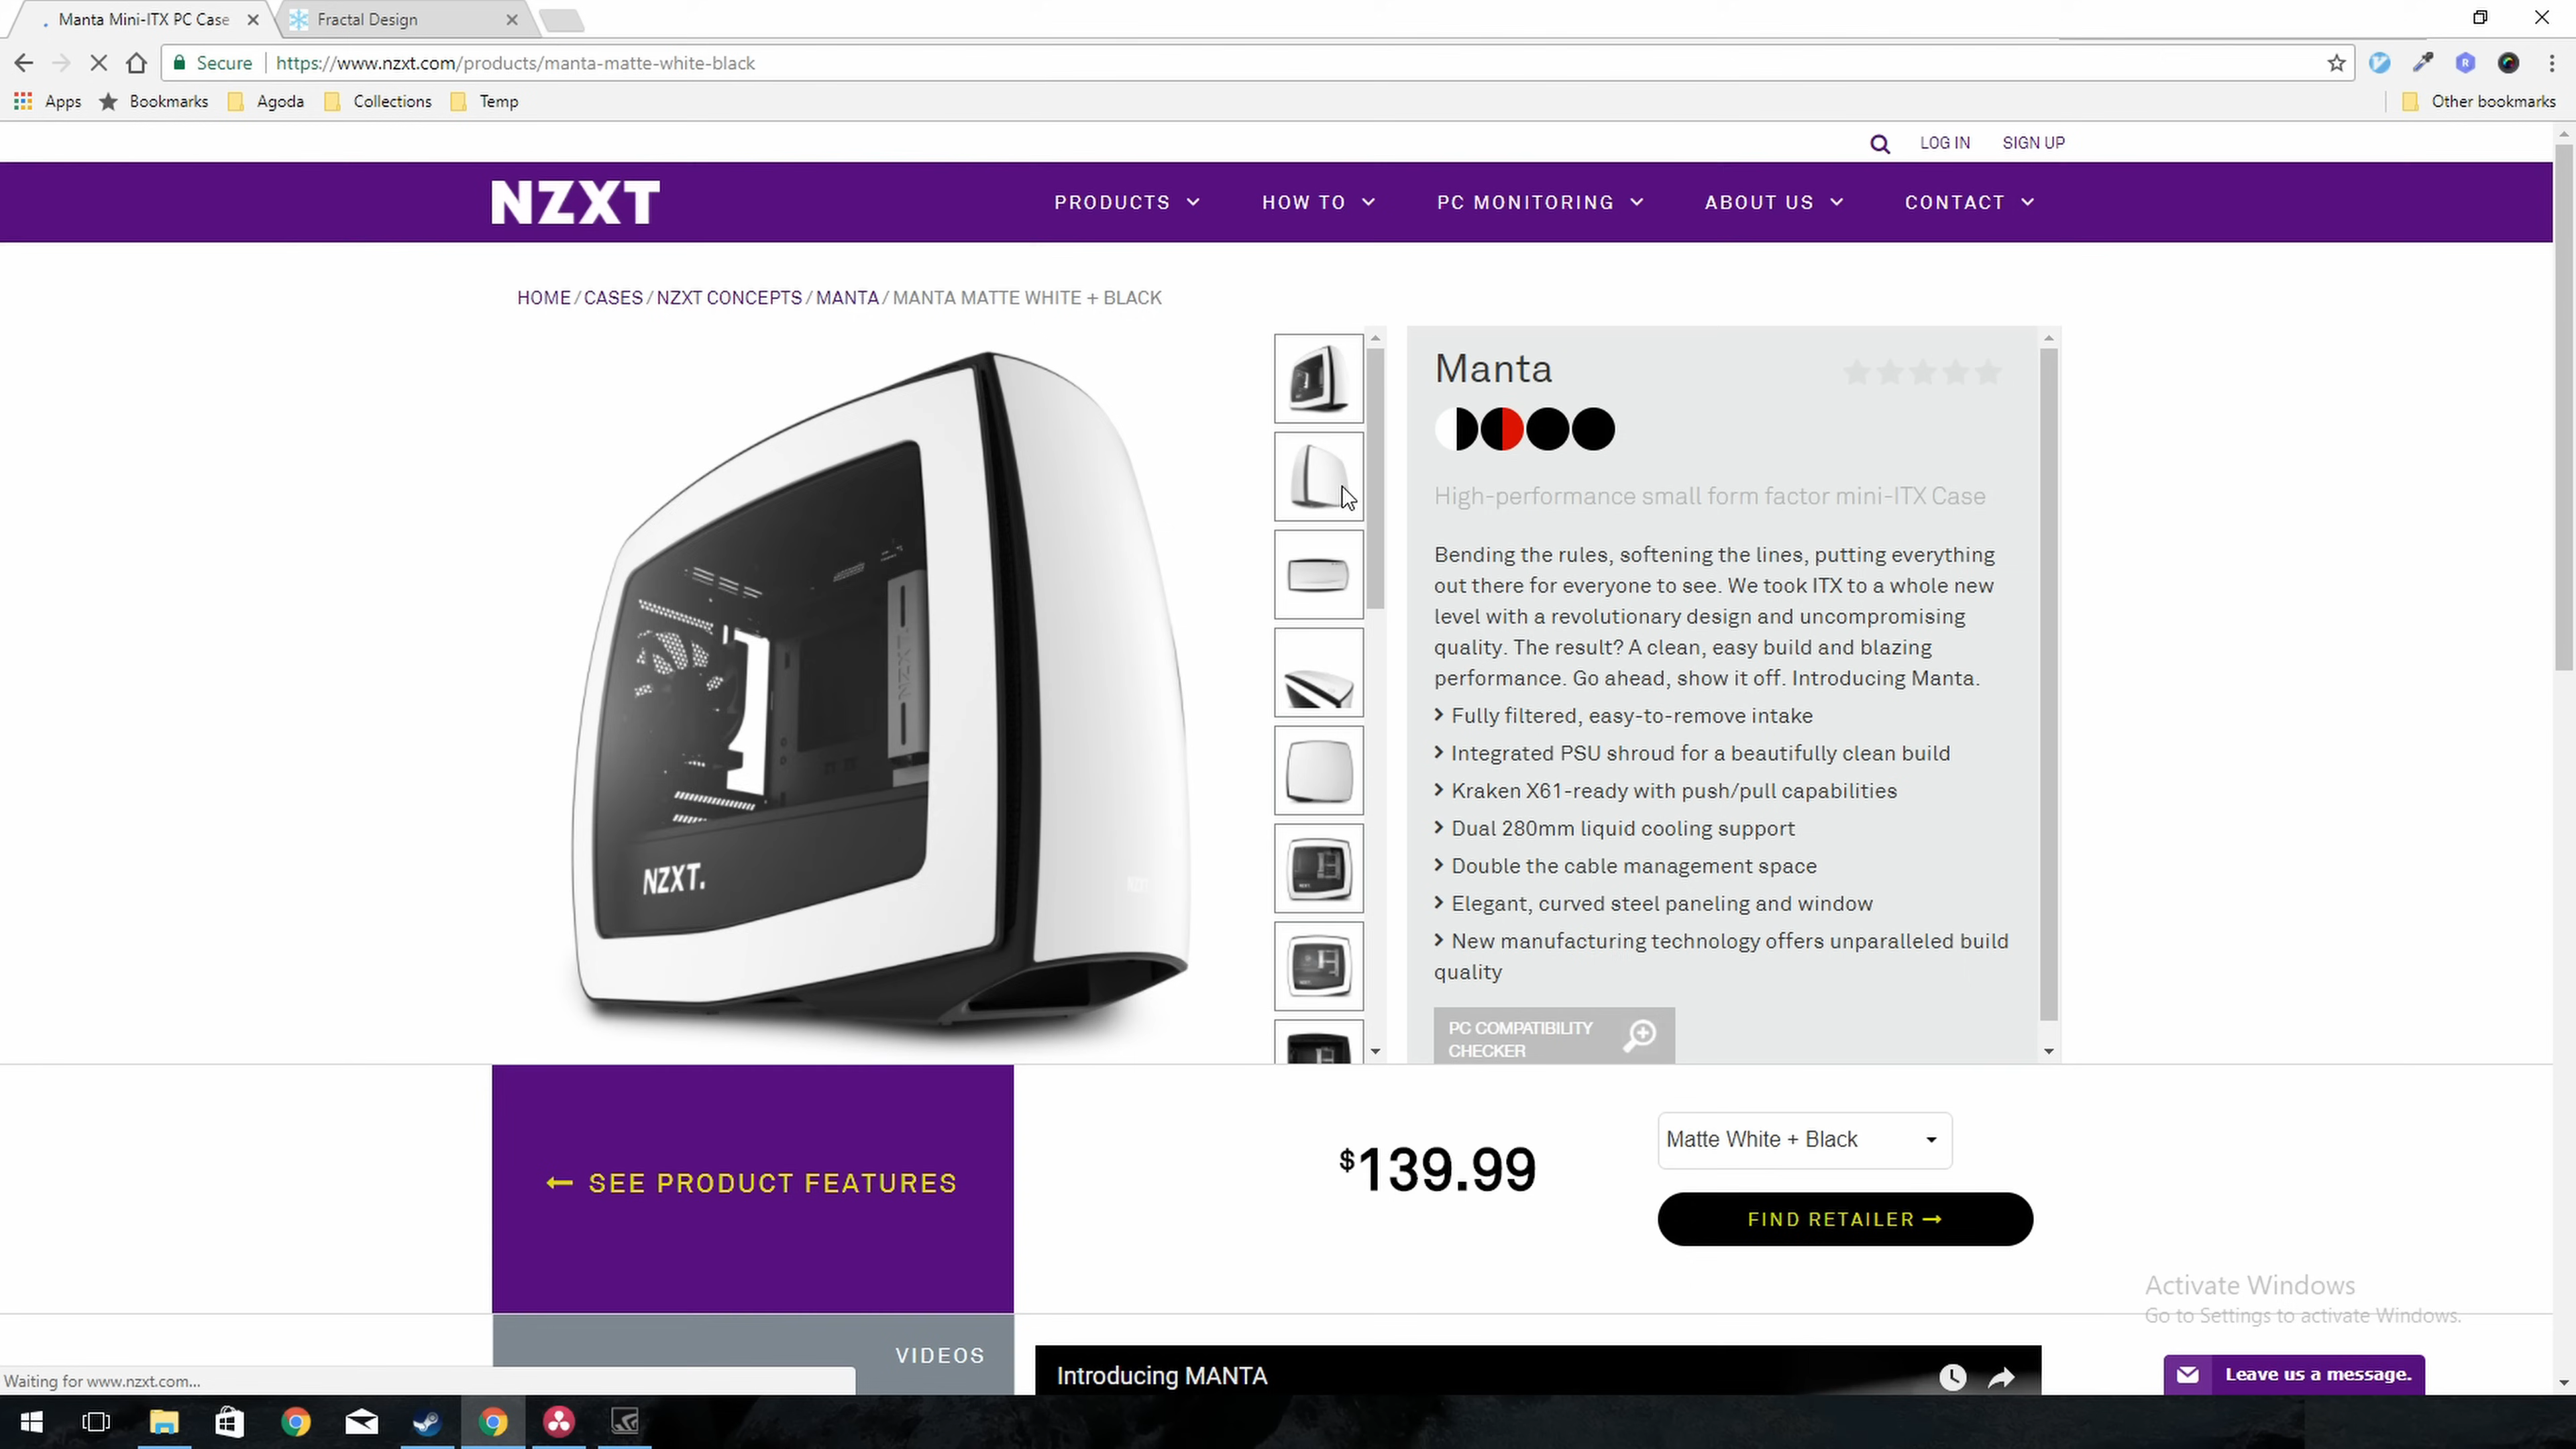 Manta Mini-ITX PC Case
Fractal Design
Secure
https://www.nzxt.com/products/manta-matte-white-black
Apps
Bookmarks
Agoda
Collections
Temp
Other bookmarks
LOG IN
SIGN UP
NZXT
PRODUCTS
HOW TO
PC MONITORING
ABOUT US
CONTACT
HOME / CASES / NZXT CONCEPTS / MANTA / MANTA MATTE WHITE + BLACK
NZXT
NZXT.
Manta
High-performance small form factor mini-ITX Case
Bending the rules, softening the lines, putting everything
out there for everyone to see. We took ITX to a whole new
level with a revolutionary design and uncompromising
quality. The result? A clean, easy build and blazing
performance. Go ahead, show it off. Introducing Manta.
Fully filtered, easy-to-remove intake
Integrated PSU shroud for a beautifully clean build
Kraken X61-ready with push/pull capabilities
Dual 280mm liquid cooling support
Double the cable management space
Elegant, curved steel paneling and window
New manufacturing technology offers unparalleled build
quality
PC COMPATIBILITY
CHECKER
← SEE PRODUCT FEATURES
$139.99
Matte White + Black
FIND RETAILER →
Activate Windows
Go to Settings to activate Windows.
VIDEOS
Introducing MANTA
Leave us a message.
Waiting for www.nzxt.com...